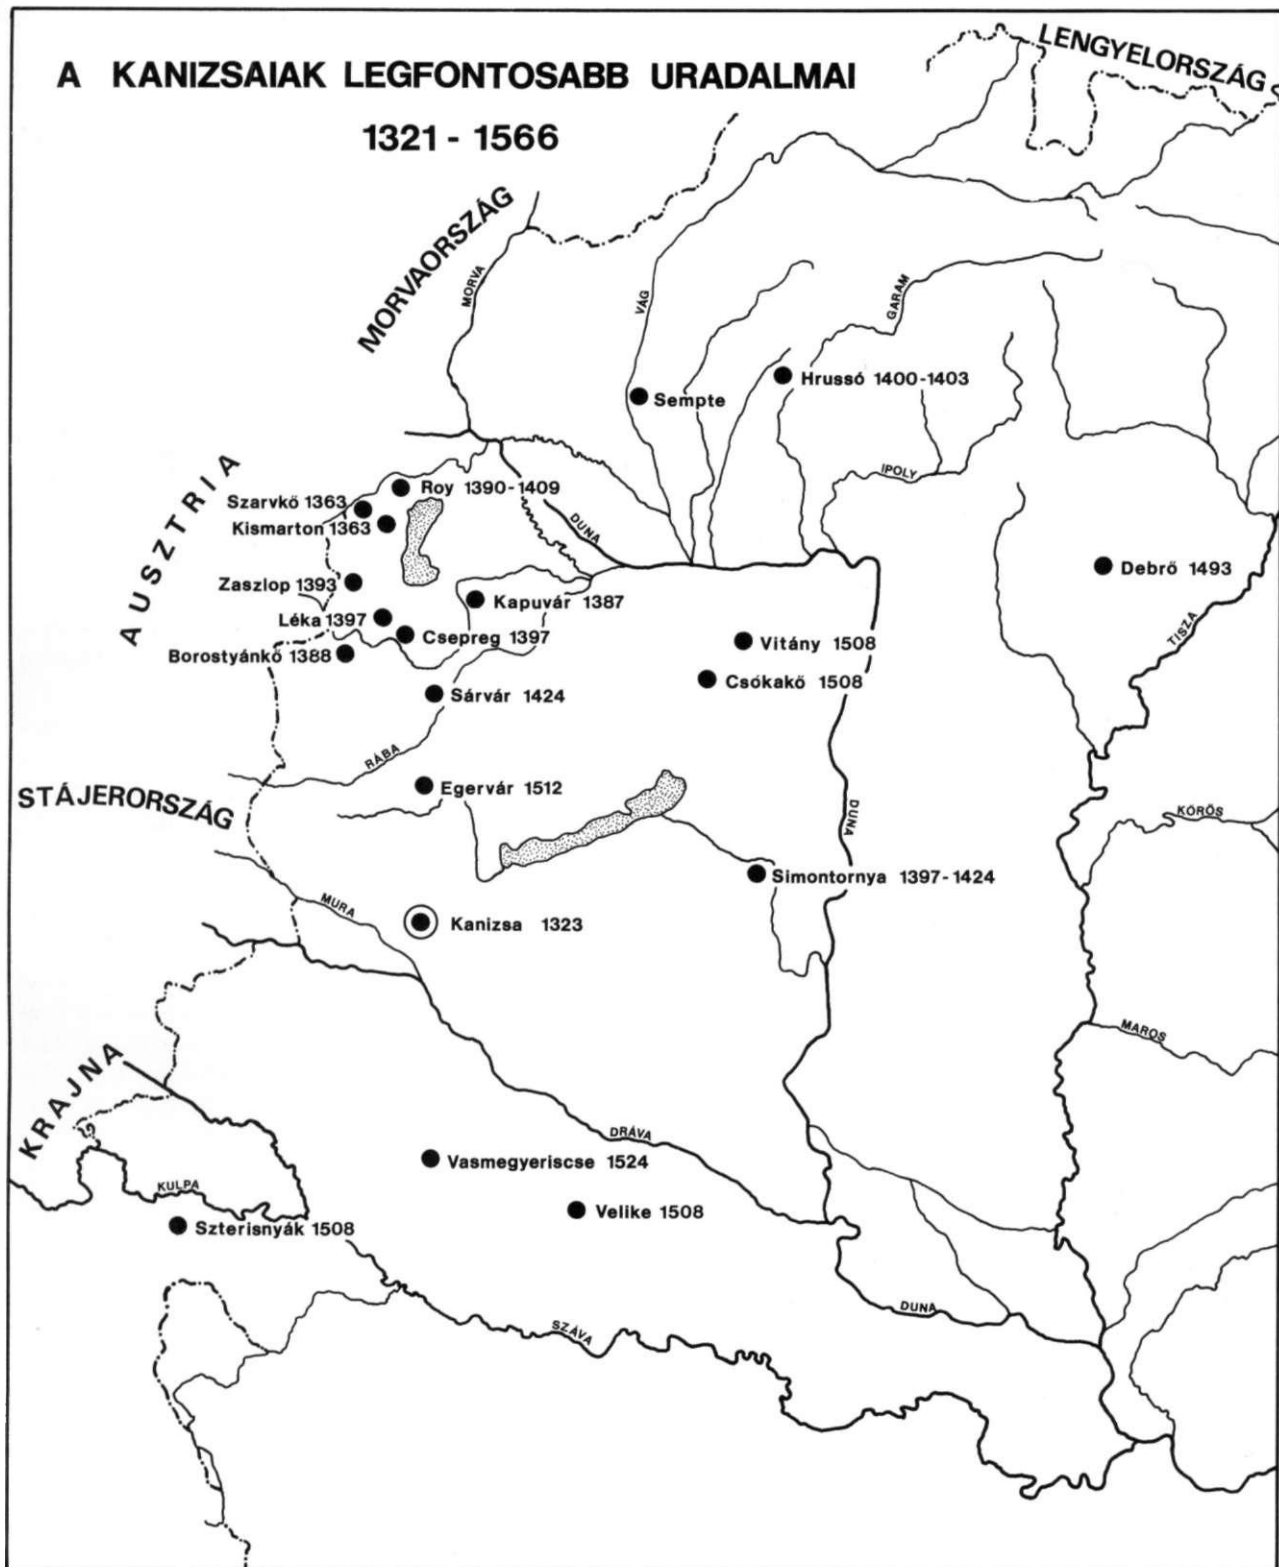 A KANIZSAIAK LEGFONTOSABB URADALMAI
1321 - 1566
LENGYELORSZÁG
MORVAORSZÁG
MORVA
VÁG
GARAM
Hrussó 1400-1403
Sempte
IPOLY
AUSZTRIA
Roy 1390-1409
Szarvkő 1363
Kismarton 1363
DUNA
Debrő 1493
Zaszlop 1393
Kapuvár 1387
Léka 1397
Csepreg 1397
TISZA
Borostyánkő 1388
Vitány 1508
Csókakő 1508
Sárvár 1424
RÁBA
Egervár 1512
STÁJERORSZÁG
DUNA
KÖRÖS
Simontornya 1397-1424
MURA
Kanizsa 1323
MAROS
KRAJNA
DRÁVA
Vasmegyeriscse 1524
KULPA
Velike 1508
Szterisnyák 1508
DUNA
SZÁVA